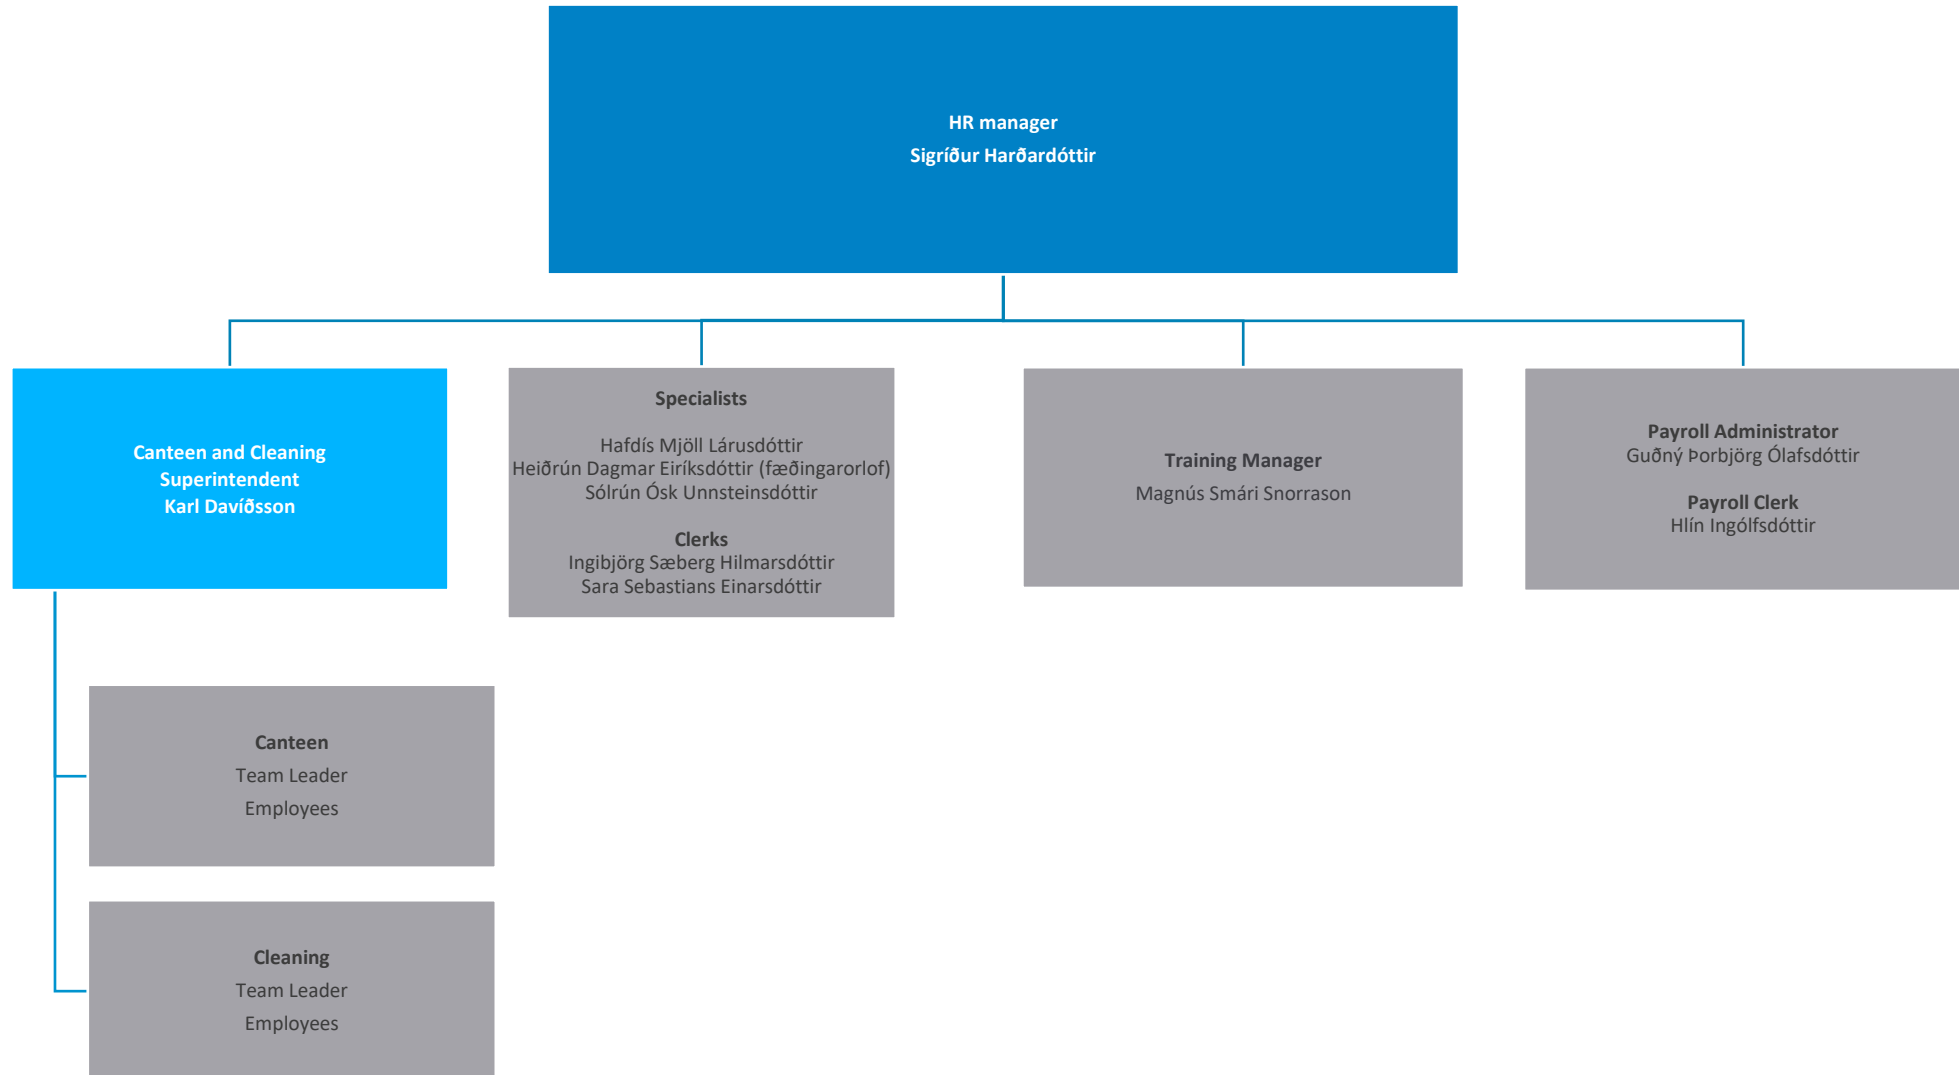 HR manager
Sigríður Harðardóttir
Canteen and Cleaning
Superintendent
Karl Davíðsson
Specialists
Hafdís Mjöll Lárusdóttir
Heiðrún Dagmar Eiríksdóttir (fæðingarorlof)
Sólrún Ósk Unnsteinsdóttir
Clerks
Ingibjörg Sæberg Hilmarsdóttir
Sara Sebastians Einarsdóttir
Training Manager
Magnús Smári Snorrason
Payroll Administrator
Guðný Þorbjörg Ólafsdóttir
Payroll Clerk
Hlín Ingólfsdóttir
Canteen
Team Leader
Employees
Cleaning
Team Leader
Employees